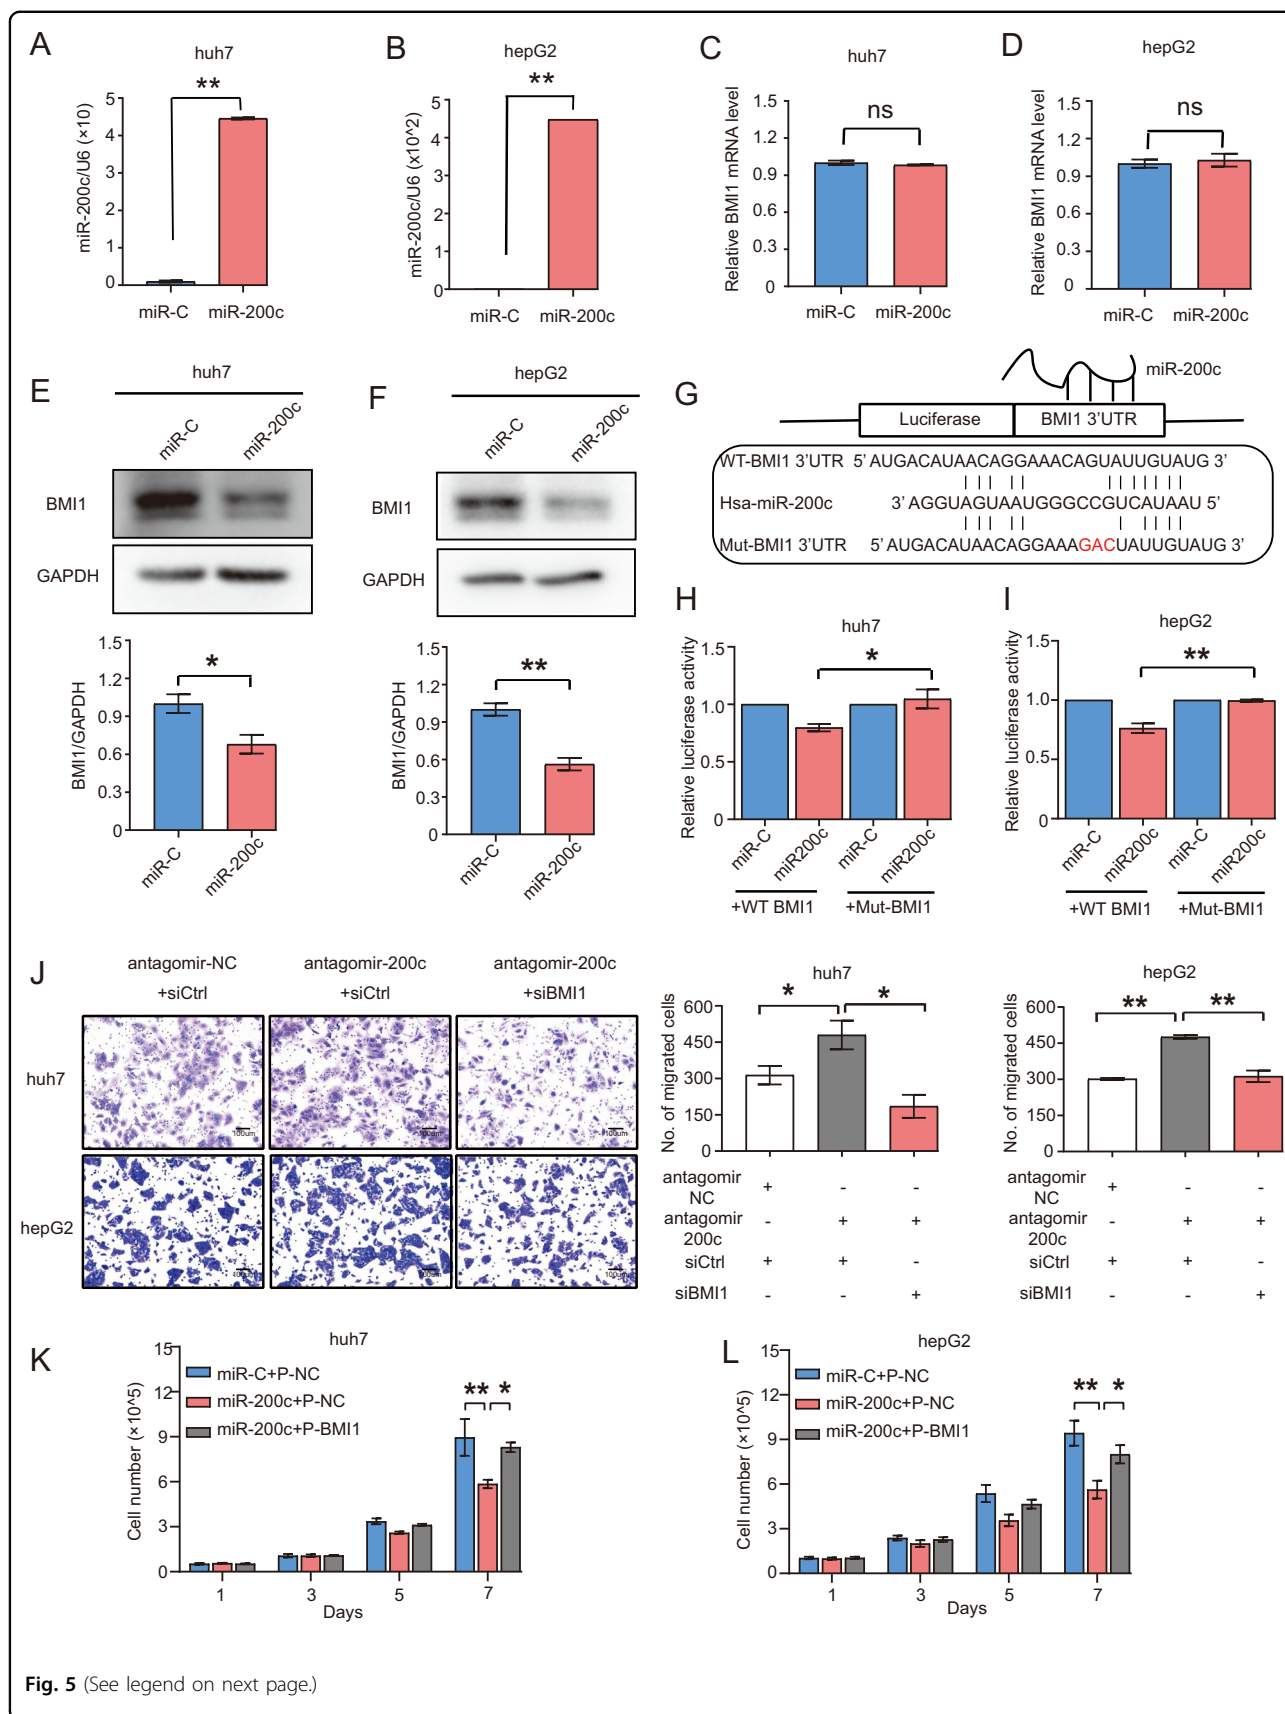 A
huh7
**
miR-200c/U6 (×10)
5
4
2
1
0
miR-C
miR-200c
B
hepG2
**
miR-200c/U6 (x10^2)
5
4
2
1
0
miR-C
miR-200c
C
huh7
ns
Relative BMI1 mRNA level
1.5
1.2
0.9
0.6
0.3
0
miR-C
miR-200c
D
hepG2
ns
Relative BMI1 mRNA level
1.5
1.2
0.9
0.6
0.3
0
miR-C
miR-200c
E
huh7
miR-C
miR-200c
BMI1
GAPDH
BMI1/GAPDH
1.5
1.2
0.9
0.6
0.3
0
*
miR-C
miR-200c
F
hepG2
miR-C
miR-200c
BMI1
GAPDH
BMI1/GAPDH
1.5
1.2
0.9
0.6
0.3
0
**
miR-C
miR-200c
G
miR-200c
Luciferase
BMI1 3'UTR
WT-BMI1 3’UTR 5’ AUGACAUAACAGGAAACAGUAUUGUAUG 3’
Hsa-miR-200c 3’ AGGUAGUAAUGGGCCGUCAUAAU 5’
Mut-BMI1 3’UTR 5’ AUGACAUAACAGGAAAGACUAUUGUAUG 3’
H
huh7
*
Relative luciferase activity
1.5
1.0
0.5
0
miR-C
miR200c
miR-C
miR200c
+WT BMI1
+Mut-BMI1
I
hepG2
**
Relative luciferase activity
1.5
1.0
0.5
0
miR-C
miR200c
miR-C
miR200c
+WT BMI1
+Mut-BMI1
J
antagomir-NC
+siCtrl
antagomir-200c
+siCtrl
antagomir-200c
+siBMI1
huh7
100um
100um
100um
hepG2
100um
100um
100um
huh7
* *
No. of migrated cells
600
450
300
150
0
antagomir
NC
+ - -
antagomir
200c
- + +
siCtrl + + -
siBMI1 - - +
hepG2
** **
No. of migrated cells
600
450
300
150
0
antagomir
NC
+ - -
antagomir
200c
- + +
siCtrl + + -
siBMI1 - - +
K
huh7
miR-C+P-NC
miR-200c+P-NC
miR-200c+P-BMI1
** *
Cell number (×10^5)
15
12
9
6
3
0
1 3 5 7
Days
L
hepG2
miR-C+P-NC
miR-200c+P-NC
miR-200c+P-BMI1
** *
Cell number (×10^5)
15
12
9
6
3
0
1 3 5 7
Days
Fig. 5 (See legend on next page.)